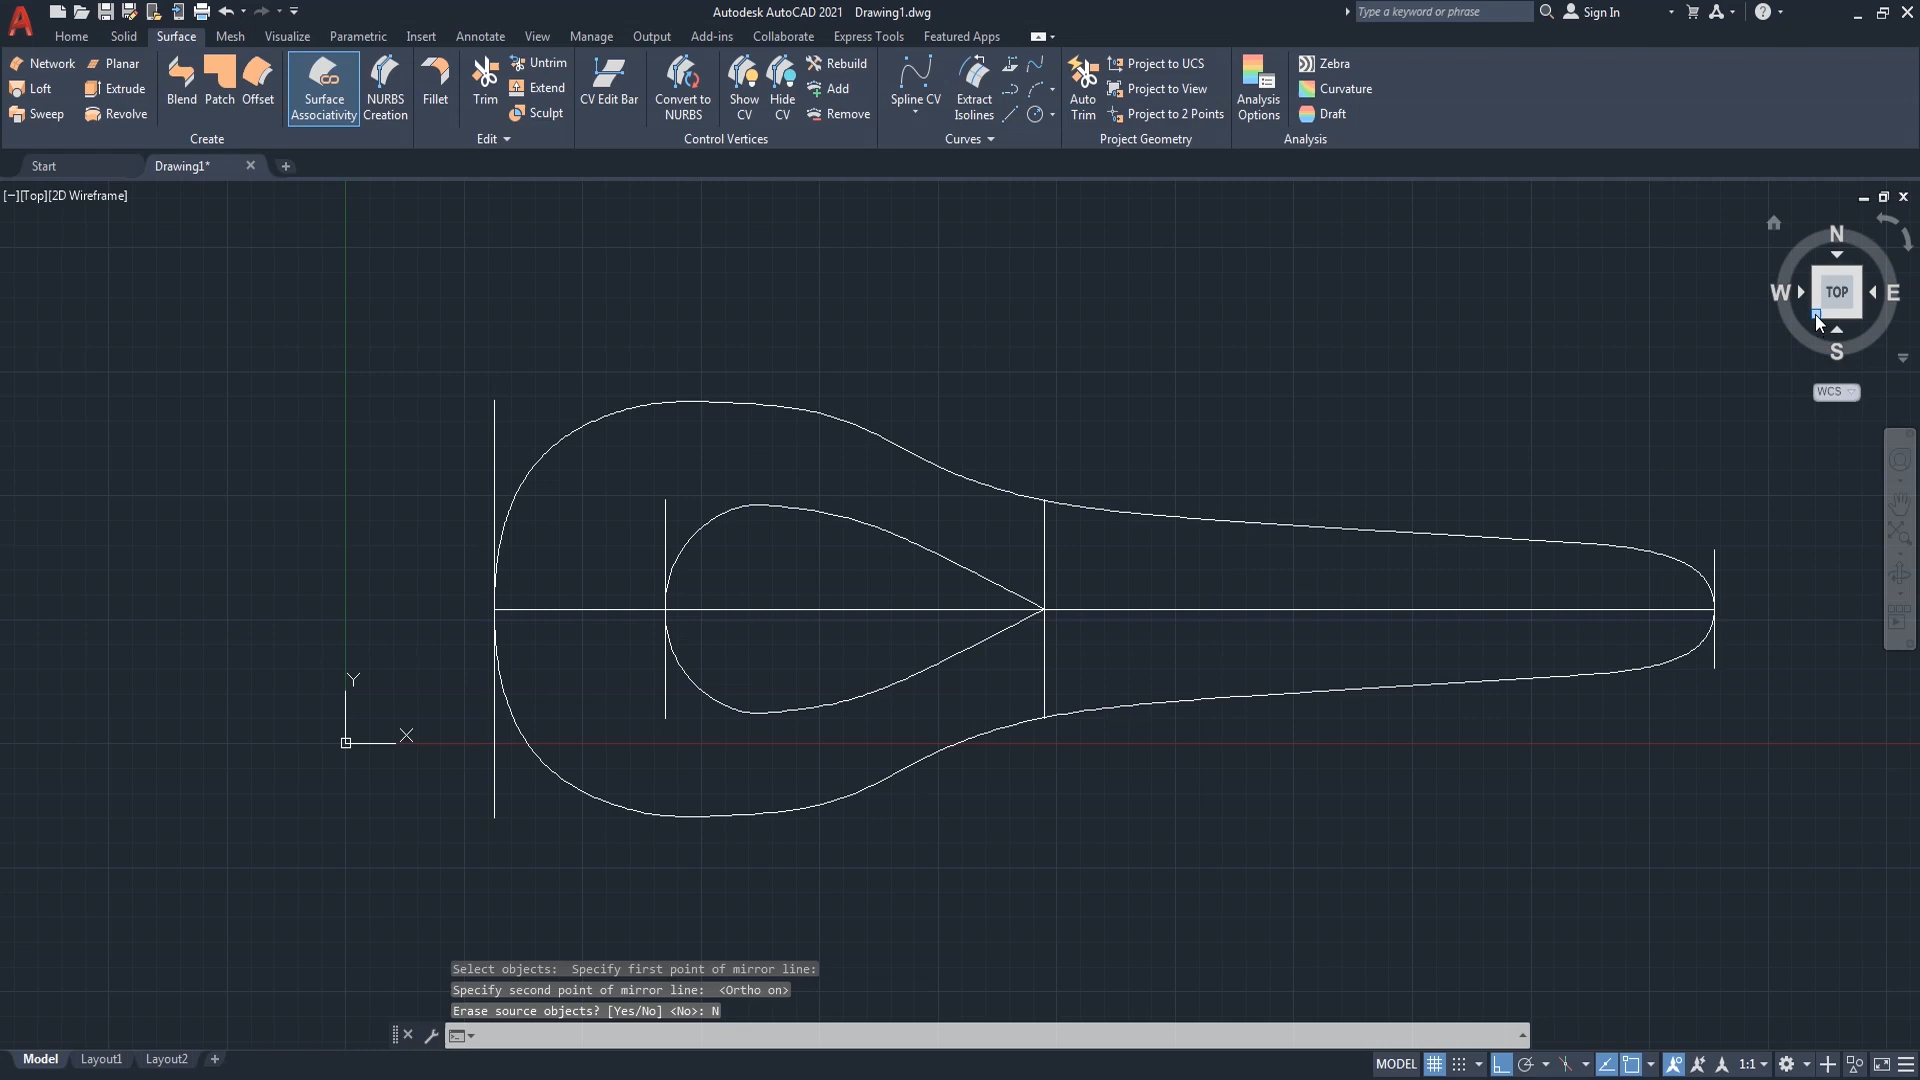 Autodesk AutoCAD 2021 Drawing1.dwg
Type a keyword or phrase
Sign In
Home Solid Surface Mesh Visualize Parametric Insert Annotate View Manage Output Add-ins Collaborate Express Tools Featured Apps
Network
Loft
Sweep
Planar
Extrude
Revolve
Blend
Patch
Offset
Surface
Associativity
NURBS
Creation
Fillet
Trim
Untrim
Extend
Sculpt
CV Edit Bar
Convert to
NURBS
Show
CV
Hide
CV
Rebuild
Add
Remove
Spline CV
Extract
Isolines
Auto
Trim
Project to UCS
Project to View
Project to 2 Points
Analysis
Options
Zebra
Curvature
Draft
Create Edit Control Vertices Curves Project Geometry Analysis
Start Drawing1*
[−][Top][2D Wireframe]
N
W TOP E
S
WCS
Y
X
Select objects: Specify first point of mirror line:
Specify second point of mirror line: <Ortho on>
Erase source objects? [Yes/No] <No>: N
Model Layout1 Layout2
MODEL 1:1